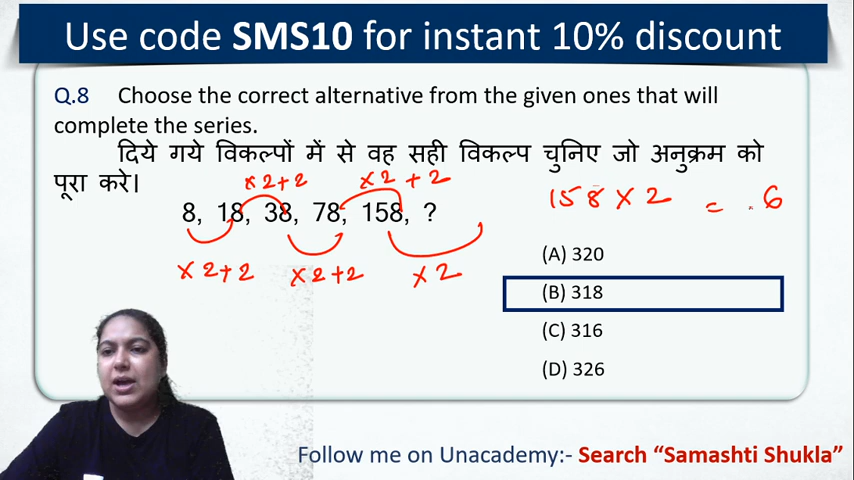 Use code SMS10 for instant 10% discount
Q.8 Choose the correct alternative from the given ones that will
complete the series.
दिये गये विकल्पों में से वह सही विकल्प चुनिए जो अनुक्रम को
पूरा करे।
×2+2 ×2+2
8, 18, 38, 78, 158, ?
×2+2 ×2+2 ×2
158×2 = .6
(A) 320
(B) 318
(C) 316
(D) 326
Follow me on Unacademy:- Search “Samashti Shukla”